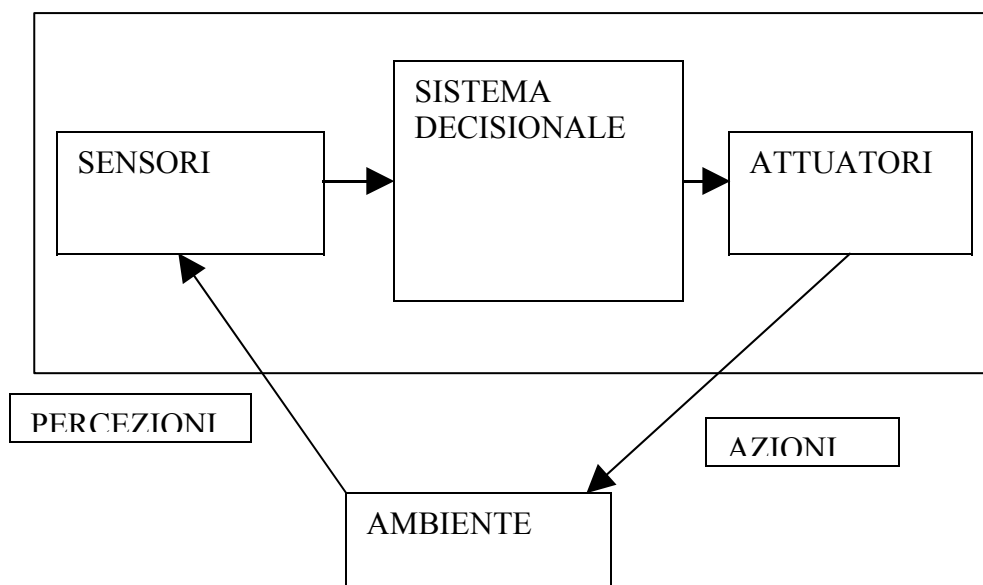 SISTEMA
DECISIONALE
SENSORI
ATTUATORI
PERCEZIONI
AZIONI
AMBIENTE